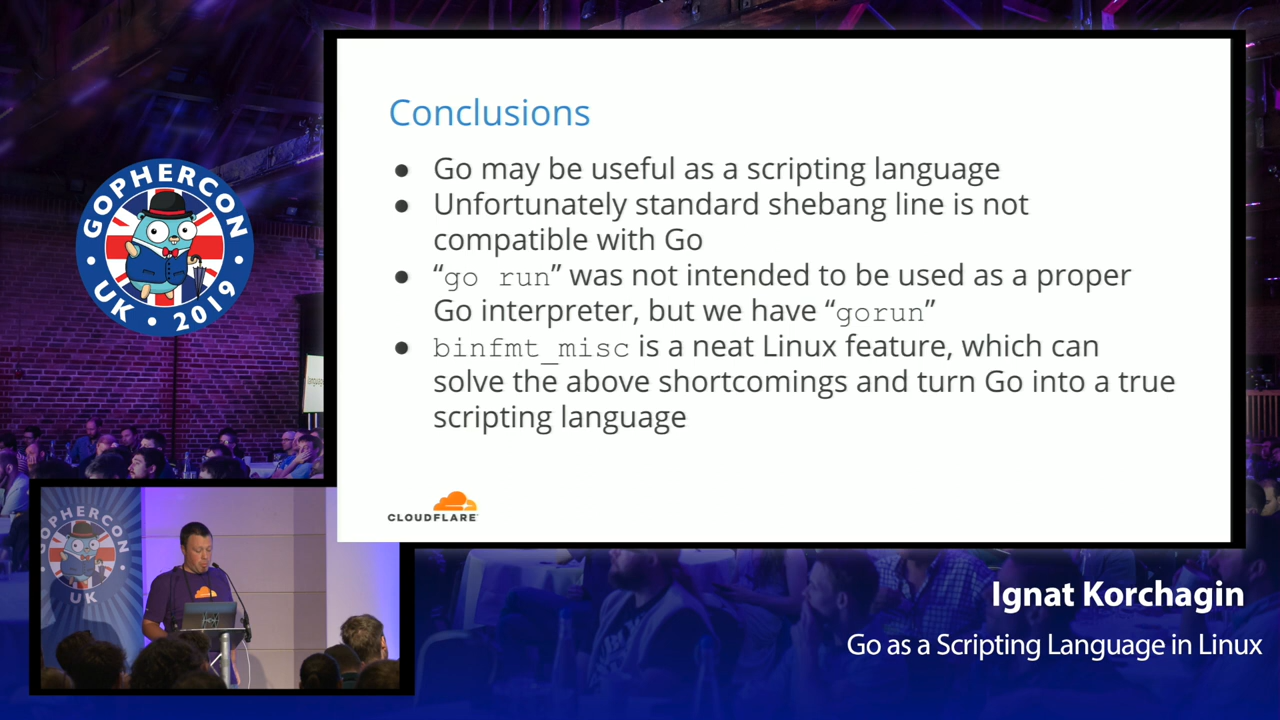 Conclusions
● Go may be useful as a scripting language
● Unfortunately standard shebang line is not
compatible with Go
● “go run” was not intended to be used as a proper
Go interpreter, but we have “gorun”
● binfmt_misc is a neat Linux feature, which can
solve the above shortcomings and turn Go into a true
scripting language
CLOUDFLARE
GOPHERCON
UK • 2019
GOPHERCON
UK
Ignat Korchagin
Go as a Scripting Language in Linux